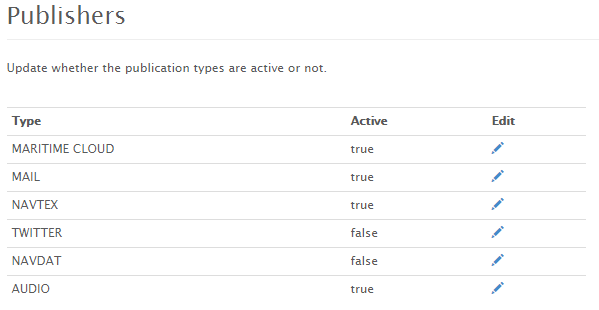 Publishers
Update whether the publication types are active or not.
Type Active Edit
MARITIME CLOUD true
MAIL true
NAVTEX true
TWITTER false
NAVDAT false
AUDIO true